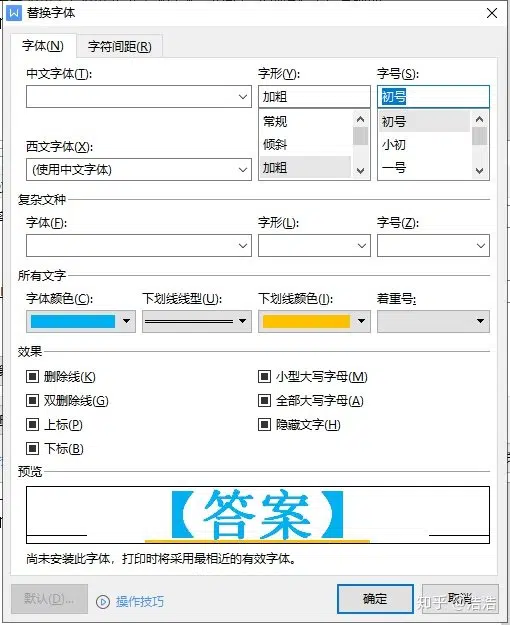 替换字体
字体(N) 字符间距(R)
中文字体(T): 字形(Y): 字号(S):
加粗 初号
常规 初号
倾斜 小初
西文字体(X):
(使用中文字体) 加粗 一号
复杂文种
字体(F): 字形(L): 字号(Z):
所有文字
字体颜色(C): 下划线线型(U): 下划线颜色(I): 着重号:
效果
删除线(K) 小型大写字母(M)
双删除线(G) 全部大写字母(A)
上标(P) 隐藏文字(H)
下标(B)
预览
【答案】
尚未安装此字体，打印时将采用最相近的有效字体。
默认(D)... 操作技巧 确定 取消
知乎 @浩浩